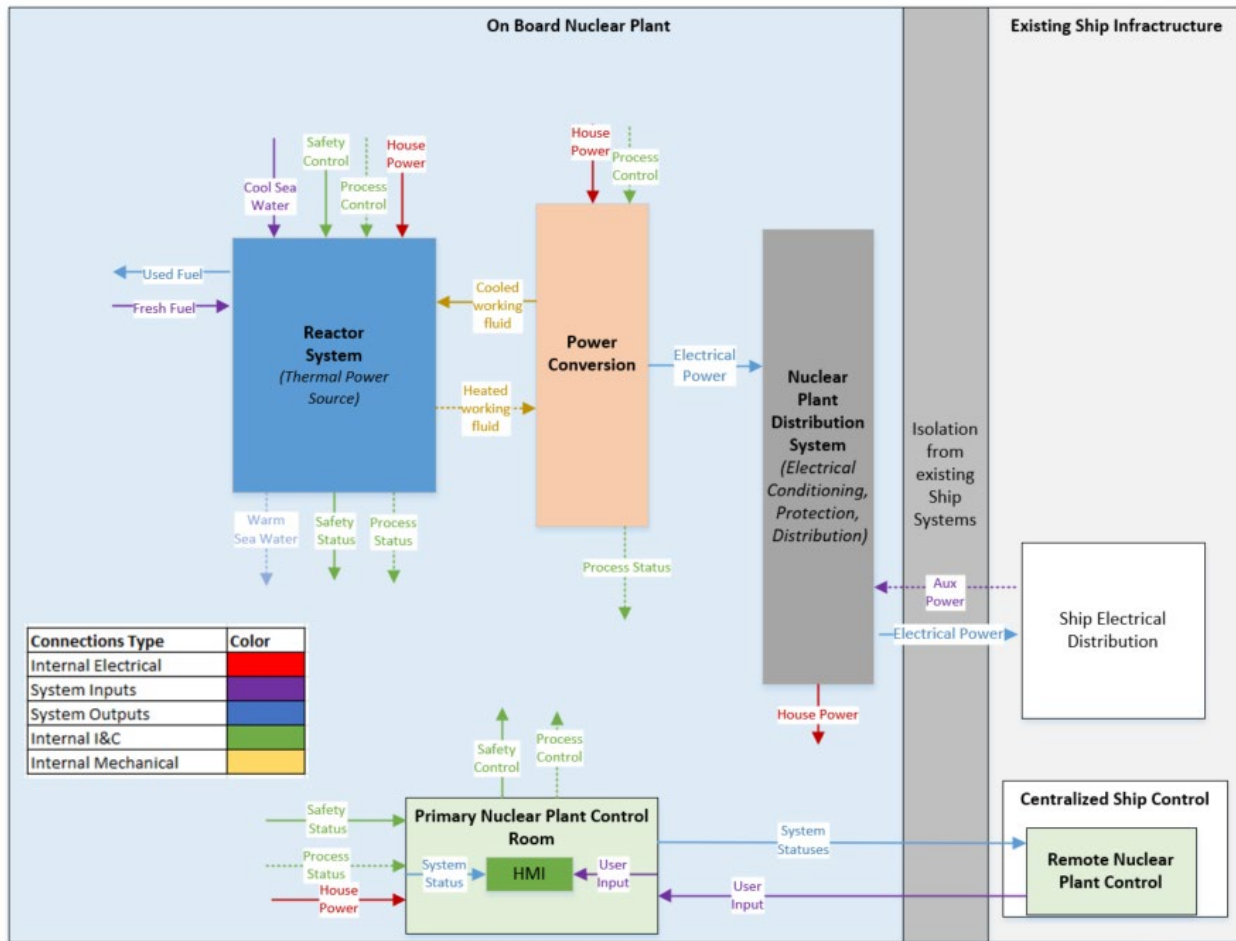 On Board Nuclear Plant
Existing Ship Infractructure
Cool Sea
Water
Safety
Control
Process
Control
House
Power
House
Power
Process
Control
Used Fuel
Fresh Fuel
Reactor
System
(Thermal Power
Source)
Cooled
working
fluid
Heated
working
fluid
Power
Conversion
Electrical
Power
Nuclear
Plant
Distribution
System
(Electrical
Conditioning,
Protection,
Distribution)
Isolation
from
existing
Ship
Systems
Warm
Sea Water
Safety
Status
Process
Status
Process Status
Aux
Power
Electrical Power
Ship Electrical
Distribution
House Power
Connections Type Color
Internal Electrical
System Inputs
System Outputs
Internal I&C
Internal Mechanical
Safety
Control
Process
Control
Safety
Status
Process
Status
House
Power
Primary Nuclear Plant Control
Room
System
Status
HMI
User
Input
System
Statuses
User
Input
Centralized Ship Control
Remote Nuclear
Plant Control